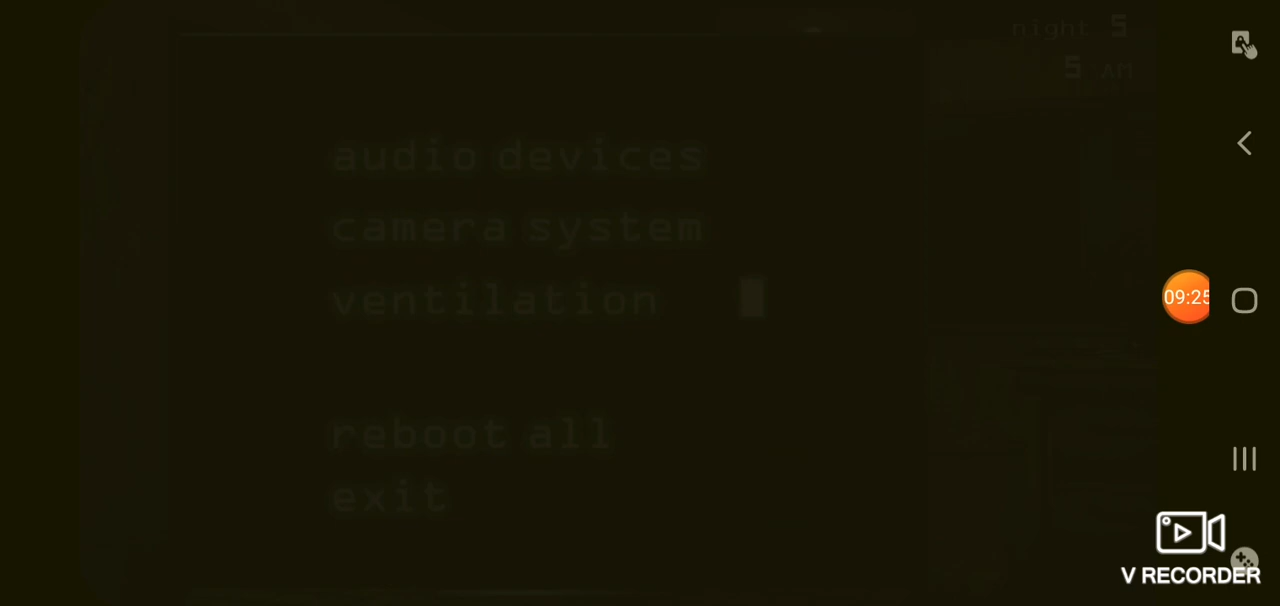 night 5
5 AM
audio devices
camera system
ventilation
reboot all
exit
09:25
V RECORDER